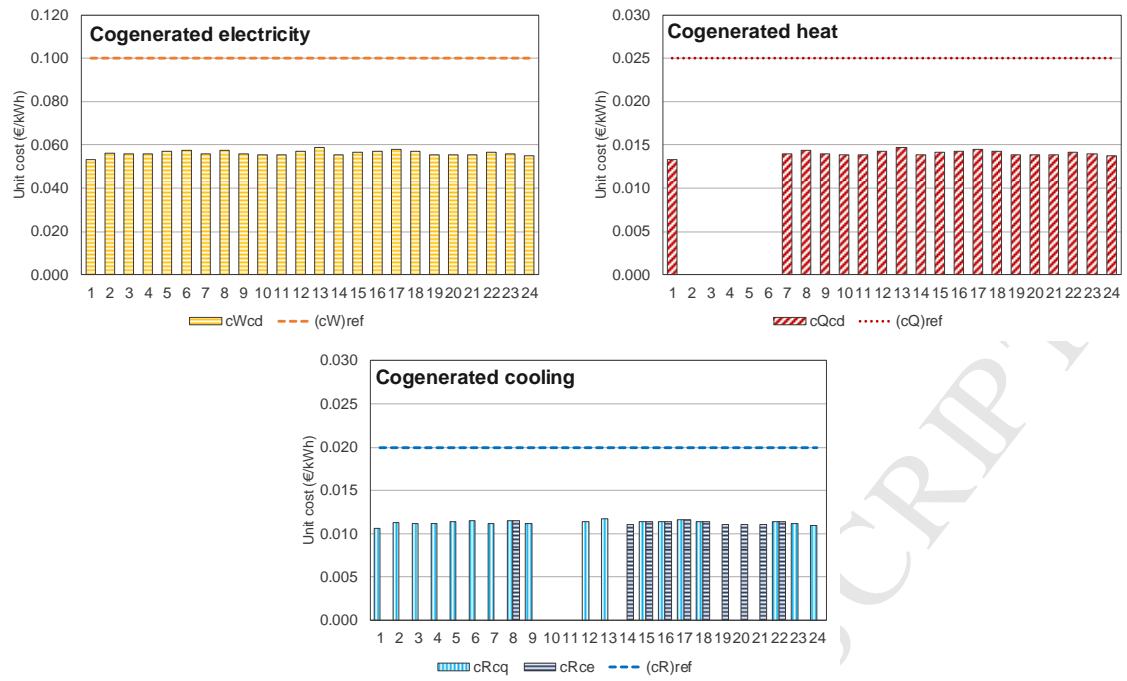 Cogenerated electricity
Unit cost (€/kWh)
0.120
0.100
0.080
0.060
0.040
0.020
0.000
1 2 3 4 5 6 7 8 9 10 11 12 13 14 15 16 17 18 19 20 21 22 23 24
cWcd (cW)ref
Cogenerated heat
Unit cost (€/kWh)
0.030
0.025
0.020
0.015
0.010
0.005
0.000
1 2 3 4 5 6 7 8 9 10 11 12 13 14 15 16 17 18 19 20 21 22 23 24
cQcd (cQ)ref
Cogenerated cooling
Unit cost (€/kWh)
0.030
0.025
0.020
0.015
0.010
0.005
0.000
1 2 3 4 5 6 7 8 9 10 11 12 13 14 15 16 17 18 19 20 21 22 23 24
cRcq cRce (cR)ref